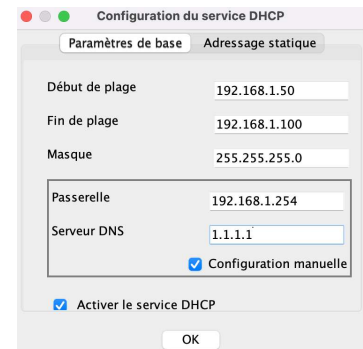 Configuration du service DHCP
Paramètres de base Adressage statique
Début de plage 192.168.1.50
Fin de plage 192.168.1.100
Masque 255.255.255.0
Passerelle 192.168.1.254
Serveur DNS 1.1.1.1
Configuration manuelle
Activer le service DHCP
OK